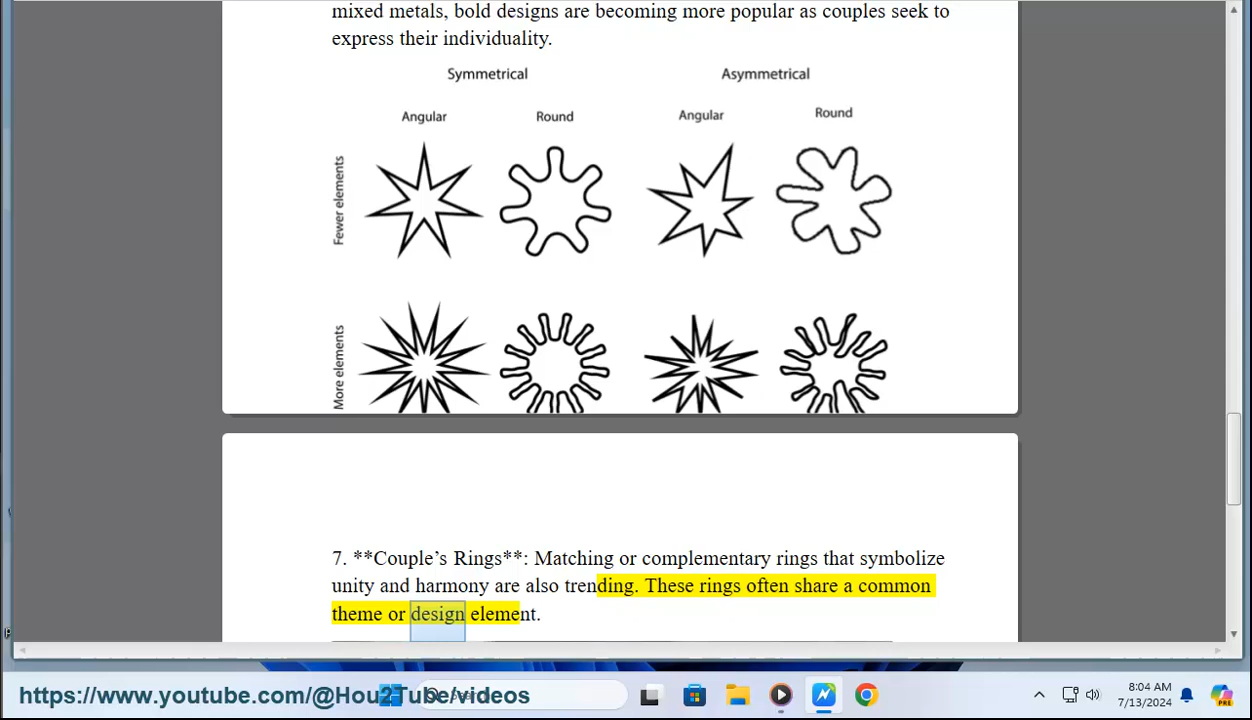 mixed metals, bold designs are becoming more popular as couples seek to
express their individuality.
Symmetrical
Asymmetrical
Angular
Round
Angular
Round
Fewer elements
More elements
7. **Couple’s Rings**: Matching or complementary rings that symbolize
unity and harmony are also trending. These rings often share a common
theme or design element.
https://www.youtube.com/@Hou2Tube/videos
8:04 AM
7/13/2024
PRE